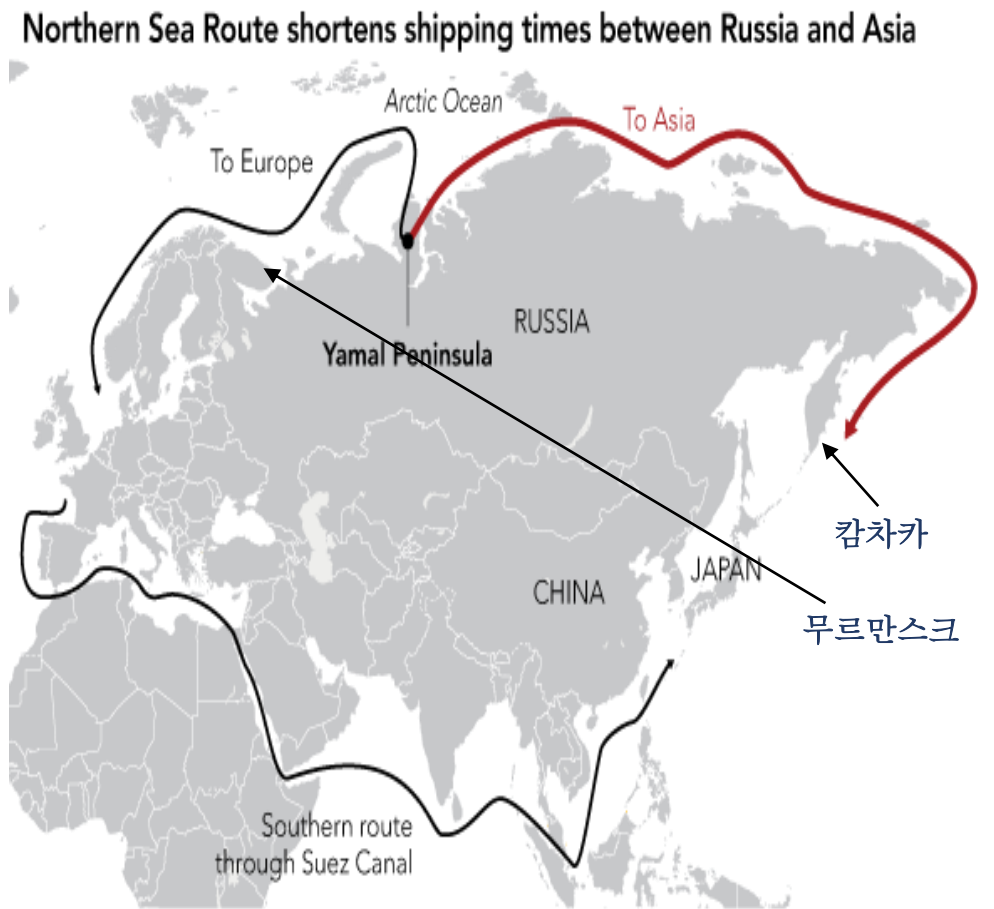 Northern Sea Route shortens shipping times between Russia and Asia
Arctic Ocean
To Asia
To Europe
RUSSIA
Yamal Peninsula
캄차카
JAPAN
CHINA
무르만스크
Southern route
through Suez Canal